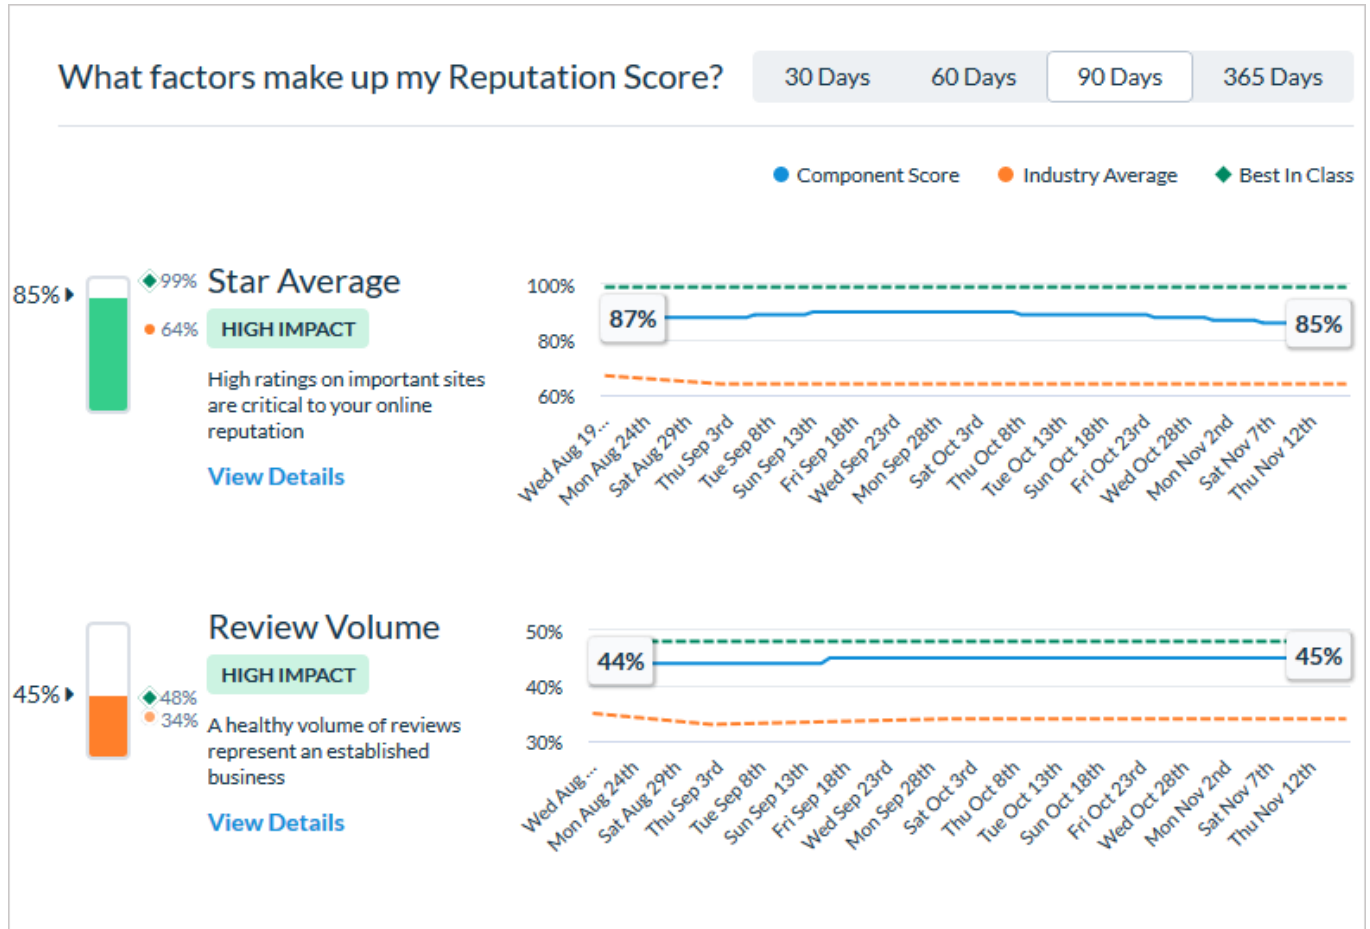 What factors make up my Reputation Score?
30 Days
60 Days
90 Days
365 Days
Component Score
Industry Average
Best In Class
85%
99%
64%
Star Average
HIGH IMPACT
High ratings on important sites
are critical to your online
reputation
View Details
100%
80%
60%
87%
85%
Wed Aug 19...
Mon Aug 24th
Sat Aug 29th
Thu Sep 3rd
Tue Sep 8th
Sun Sep 13th
Fri Sep 18th
Wed Sep 23rd
Mon Sep 28th
Sat Oct 3rd
Thu Oct 8th
Tue Oct 13th
Sun Oct 18th
Fri Oct 23rd
Wed Oct 28th
Mon Nov 2nd
Sat Nov 7th
Thu Nov 12th
45%
48%
34%
Review Volume
HIGH IMPACT
A healthy volume of reviews
represent an established
business
View Details
50%
40%
30%
44%
45%
Wed Aug ...
Mon Aug 24th
Sat Aug 29th
Thu Sep 3rd
Tue Sep 8th
Sun Sep 13th
Fri Sep 18th
Wed Sep 23rd
Mon Sep 28th
Sat Oct 3rd
Thu Oct 8th
Tue Oct 13th
Sun Oct 18th
Fri Oct 23rd
Wed Oct 28th
Mon Nov 2nd
Sat Nov 7th
Thu Nov 12th